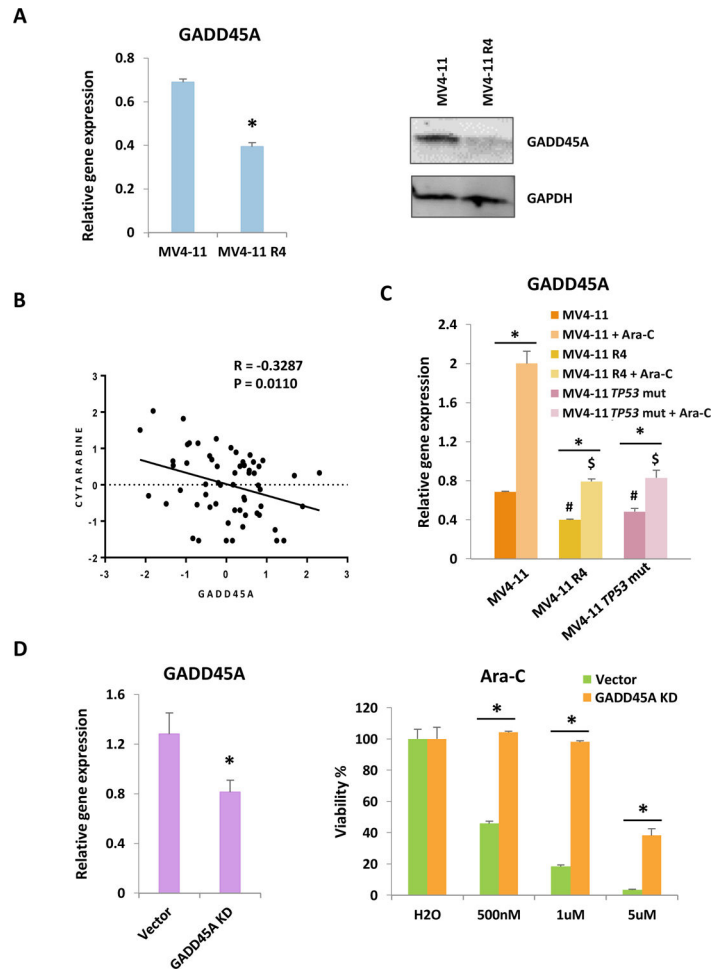 A
GADD45A
Relative gene expression
0.8
0.6
0.4
0.2
0
*
MV4-11
MV4-11 R4
MV4-11
MV4-11 R4
GADD45A
GAPDH
B
R = -0.3287
P = 0.0110
CYTARABINE
3
2
1
0
-1
-2
-3
-3
-2
-1
0
1
2
3
GADD45A
C
GADD45A
MV4-11
MV4-11 + Ara-C
MV4-11 R4
MV4-11 R4 + Ara-C
MV4-11 TP53 mut
MV4-11 TP53 mut + Ara-C
Relative gene expression
2.4
2
1.6
1.2
0.8
0.4
0
*
*
*
#
$
#
$
MV4-11
MV4-11 R4
MV4-11 TP53 mut
D
GADD45A
Relative gene expression
1.6
1.2
0.8
0.4
0
*
Vector
GADD45A KD
Ara-C
Vector
GADD45A KD
Viability %
120
100
80
60
40
20
0
*
*
*
H2O
500nM
1uM
5uM